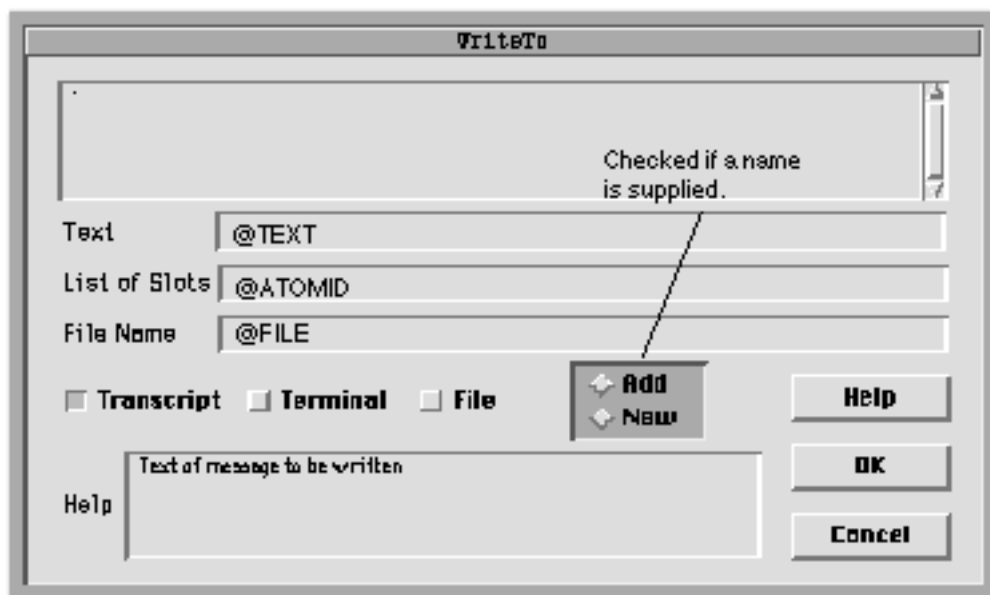 WriteTo
Checked if a name
is supplied.
Text @TEXT
List of Slots @ATOMID
File Name @FILE
Transcript Terminal File Add
New
Help
Text of message to be written
OK
Help
Cancel